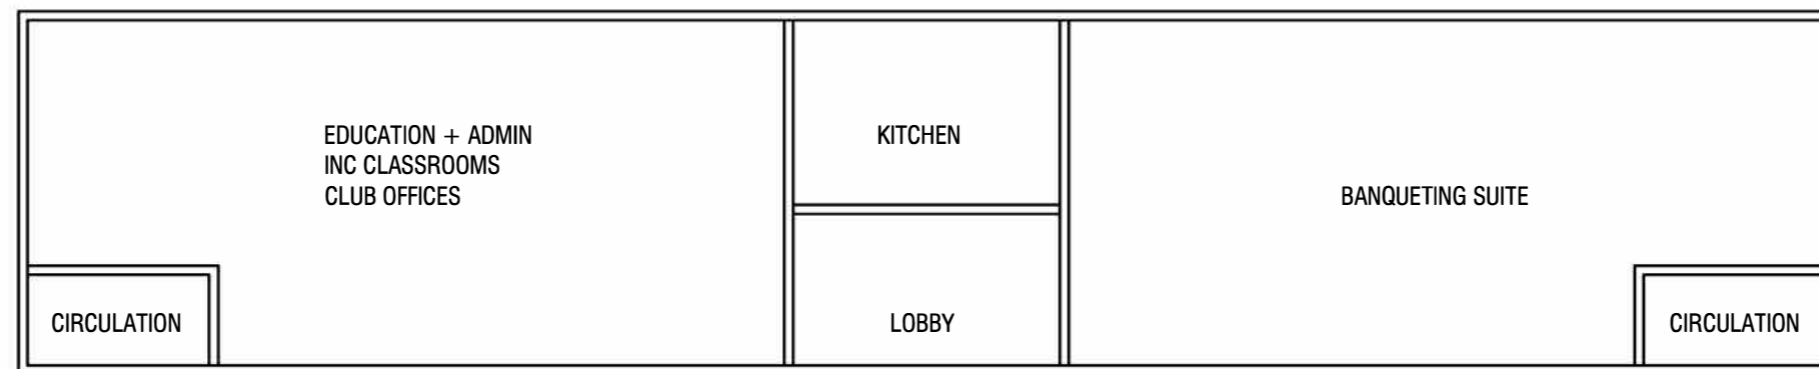 EDUCATION + ADMIN
INC CLASSROOMS
CLUB OFFICES
KITCHEN
BANQUETING SUITE
CIRCULATION
LOBBY
CIRCULATION